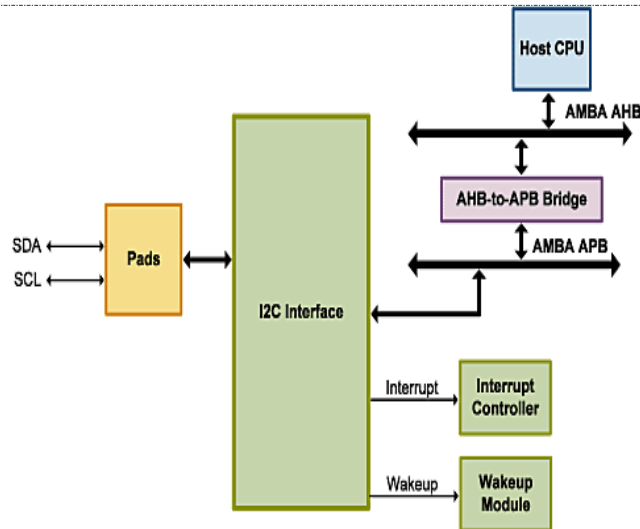 Host CPU
AMBA AHB
AHB-to-APB Bridge
AMBA APB
SDA
SCL
Pads
I2C Interface
Interrupt
Interrupt
Controller
Wakeup
Wakeup
Module